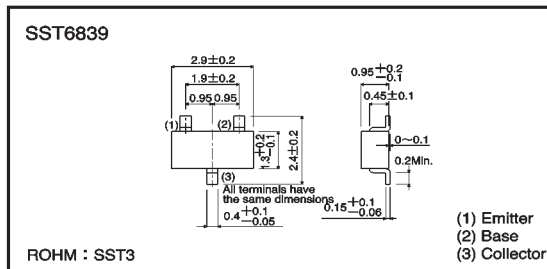 SST6839
2.9±0.2
1.9±0.2
0.95 0.95
(1)
(2)
(3)
1.3+0.2
−0.1
2.4±0.2
All terminals have
the same dimensions
0.4+0.1
−0.05
0.95+0.2
−0.1
0.45±0.1
0~0.1
0.2Min.
0.15+0.1
−0.06
(1) Emitter
(2) Base
(3) Collector
ROHM : SST3